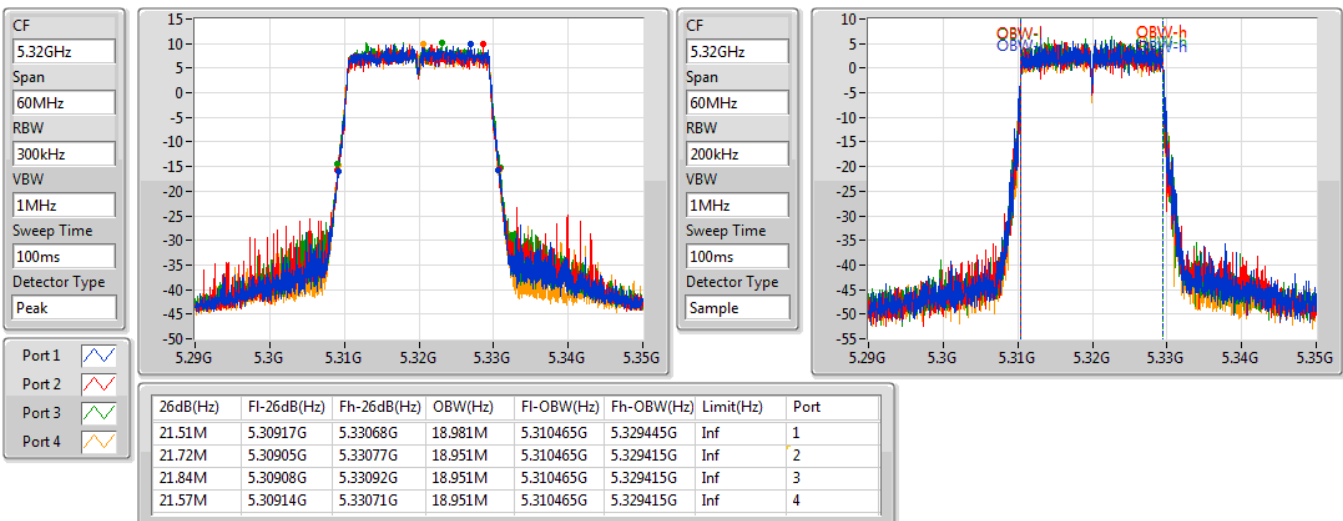 CF
5.32GHz
Span
60MHz
RBW
300kHz
VBW
1MHz
Sweep Time
100ms
Detector Type
Peak
15
10
5
0
-5
-10
-15
-20
-25
-30
-35
-40
-45
-50
5.29G 5.3G 5.31G 5.32G 5.33G 5.34G 5.35G
CF
5.32GHz
Span
60MHz
RBW
200kHz
VBW
1MHz
Sweep Time
100ms
Detector Type
Sample
10
5
0
-5
-10
-15
-20
-25
-30
-35
-40
-45
-50
-55
OBW-l OBW-h
5.29G 5.3G 5.31G 5.32G 5.33G 5.34G 5.35G
Port 1
Port 2
Port 3
Port 4
26dB(Hz) Fl-26dB(Hz) Fh-26dB(Hz) OBW(Hz) Fl-OBW(Hz) Fh-OBW(Hz) Limit(Hz) Port
21.51M 5.30917G 5.33068G 18.981M 5.310465G 5.329445G Inf 1
21.72M 5.30905G 5.33077G 18.951M 5.310465G 5.329415G Inf 2
21.84M 5.30908G 5.33092G 18.951M 5.310465G 5.329415G Inf 3
21.57M 5.30914G 5.33071G 18.951M 5.310465G 5.329415G Inf 4